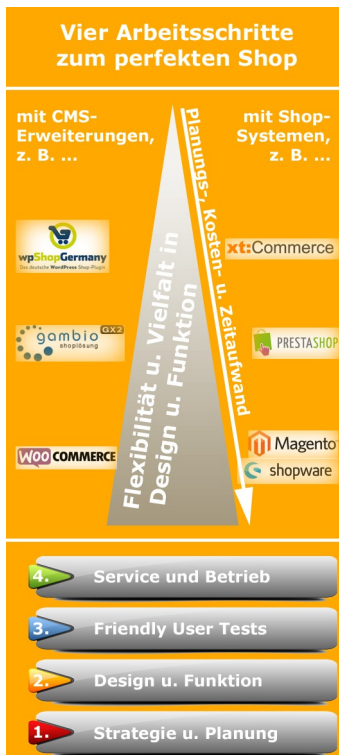 Vier Arbeitsschritte
zum perfekten Shop
mit CMS-
Erweiterungen,
z. B. ...
mit Shop-
Systemen,
z. B. ...
Planungs-, Kosten- u. Zeitaufwand
Flexibilität u. Vielfalt in
Design u. Funktion
wpShopGermany
Das deutsche WordPress Shop-Plugin
xt:Commerce
gambio GX2
shoplösung
PRESTASHOP
WOO COMMERCE
Magento
shopware
4. Service und Betrieb
3. Friendly User Tests
2. Design u. Funktion
1. Strategie u. Planung